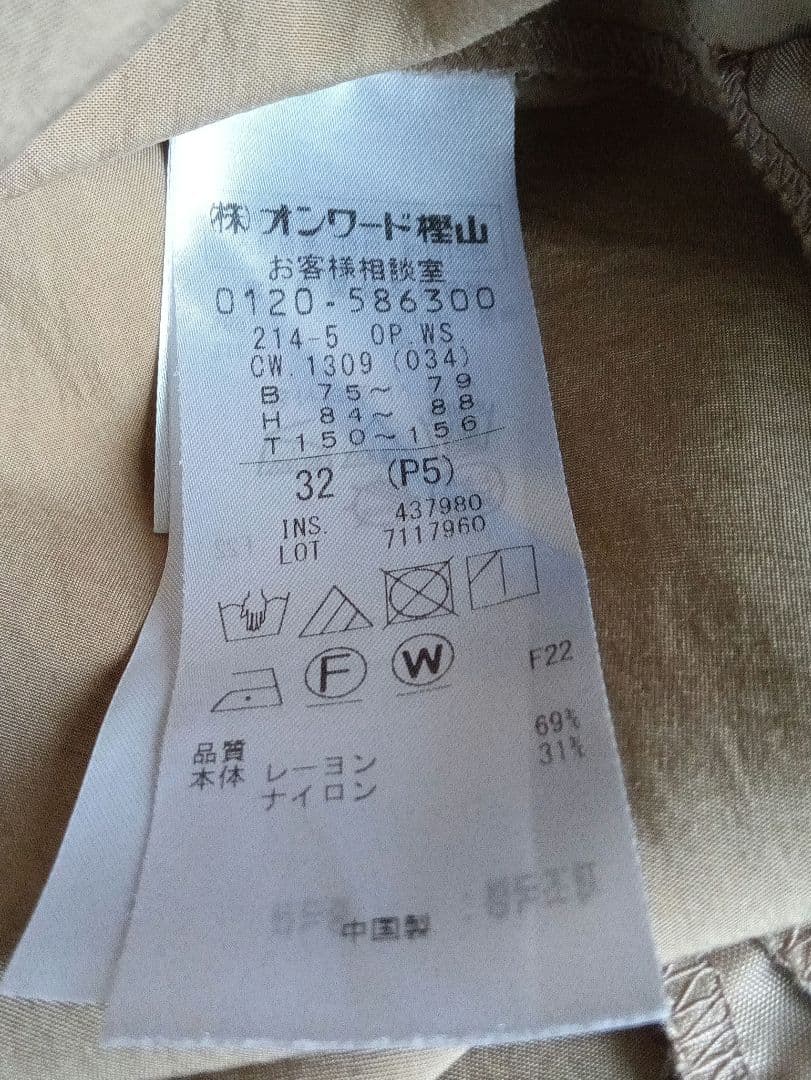 (株)オンワード樫山
お客様相談室
0120-586300
214-5 OP.WS.
CW.1309(034)
B 75～ 79
H 84～ 88
T150～156
32 (P5)
INS. 437980
LOT 7117960
F W F22
品質
本体 レーヨン 69%
ナイロン 31%
中国製